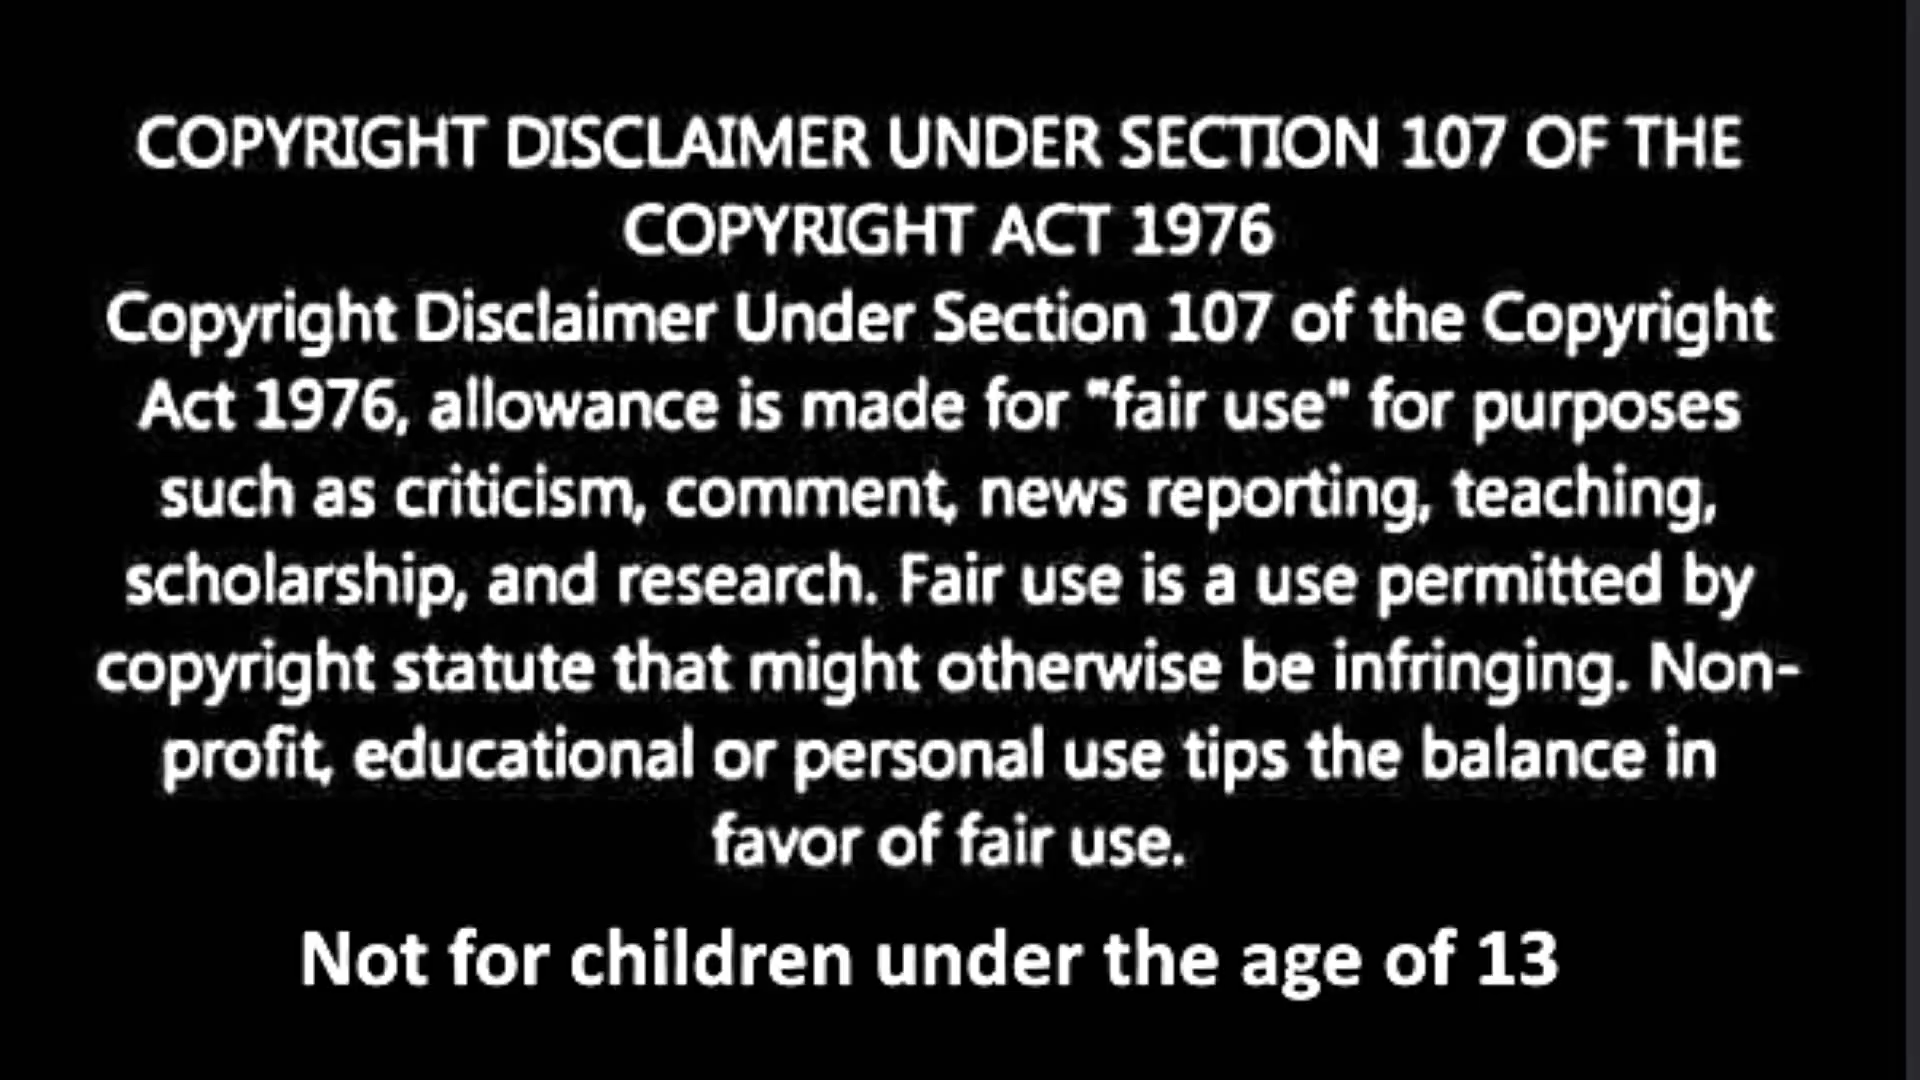 COPYRIGHT DISCLAIMER UNDER SECTION 107 OF THE
COPYRIGHT ACT 1976
Copyright Disclaimer Under Section 107 of the Copyright
Act 1976, allowance is made for "fair use" for purposes
such as criticism, comment, news reporting, teaching,
scholarship, and research. Fair use is a use permitted by
copyright statute that might otherwise be infringing. Non-
profit, educational or personal use tips the balance in
favor of fair use.
Not for children under the age of 13